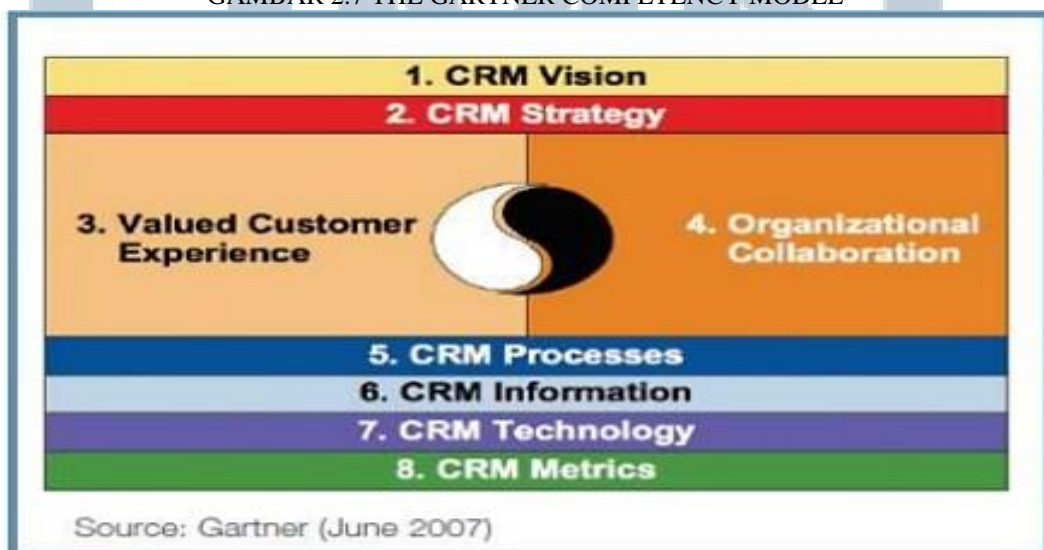 GAMBAR 2.7 THE GARTNER COMPETENCY MODEL
1. CRM Vision
2. CRM Strategy
3. Valued Customer
Experience
4. Organizational
Collaboration
5. CRM Processes
6. CRM Information
7. CRM Technology
8. CRM Metrics
Source: Gartner (June 2007)